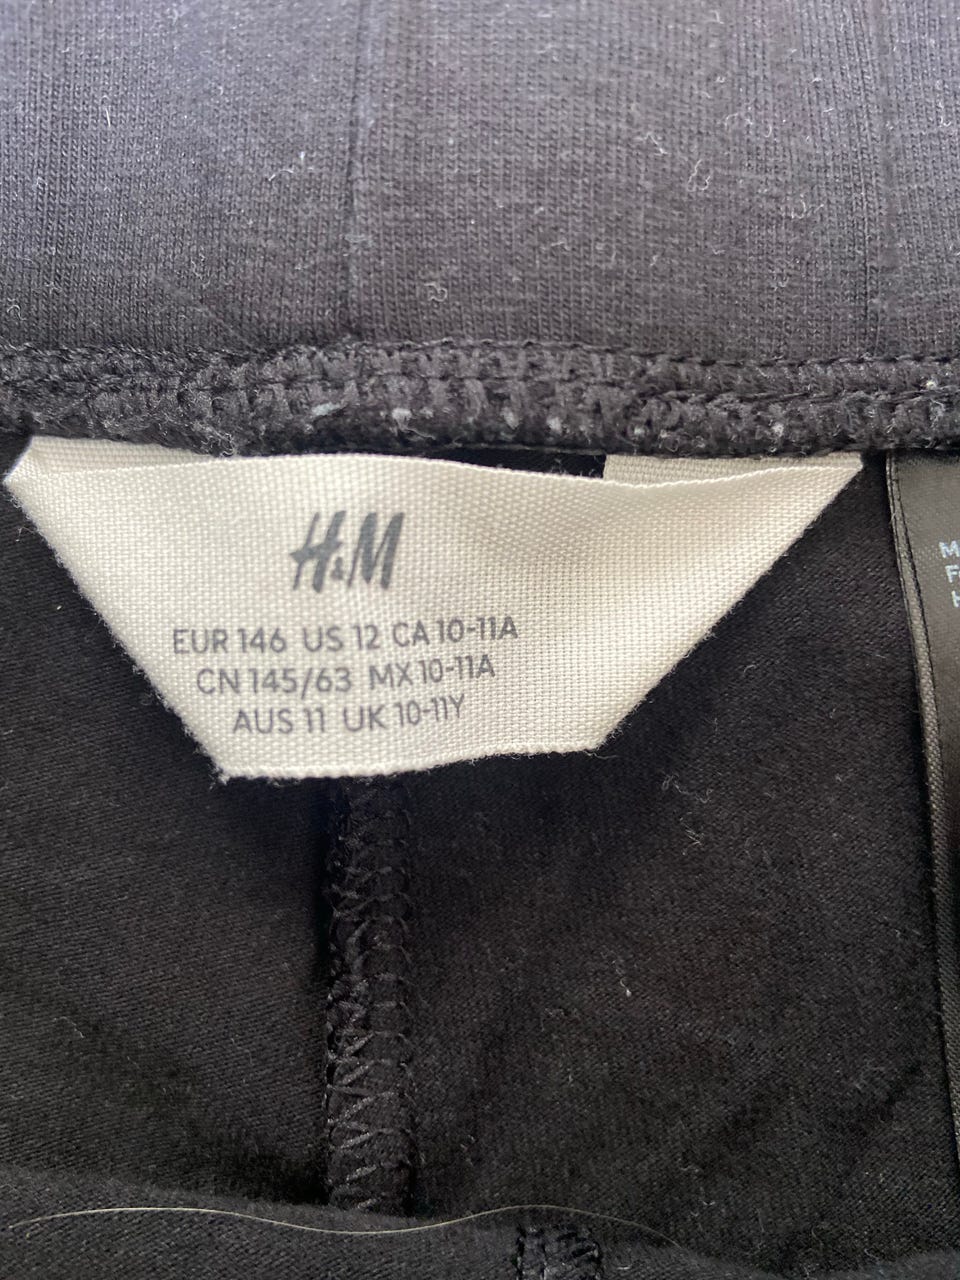 H&M
EUR 146 US 12 CA 10-11A
CN 145/63 MX 10-11A
AUS 11 UK 10-11Y